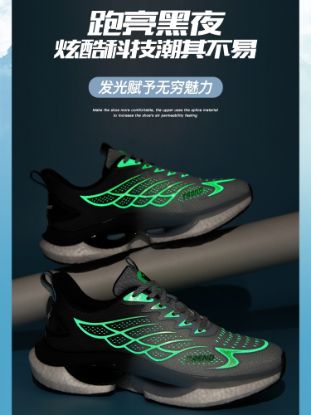 跑亮黑夜
炫酷科技潮其不易
发光赋予无穷魅力
Make the shoe more comfortable, the upper uses the splice material
to increase the shoe's air permeability feeling